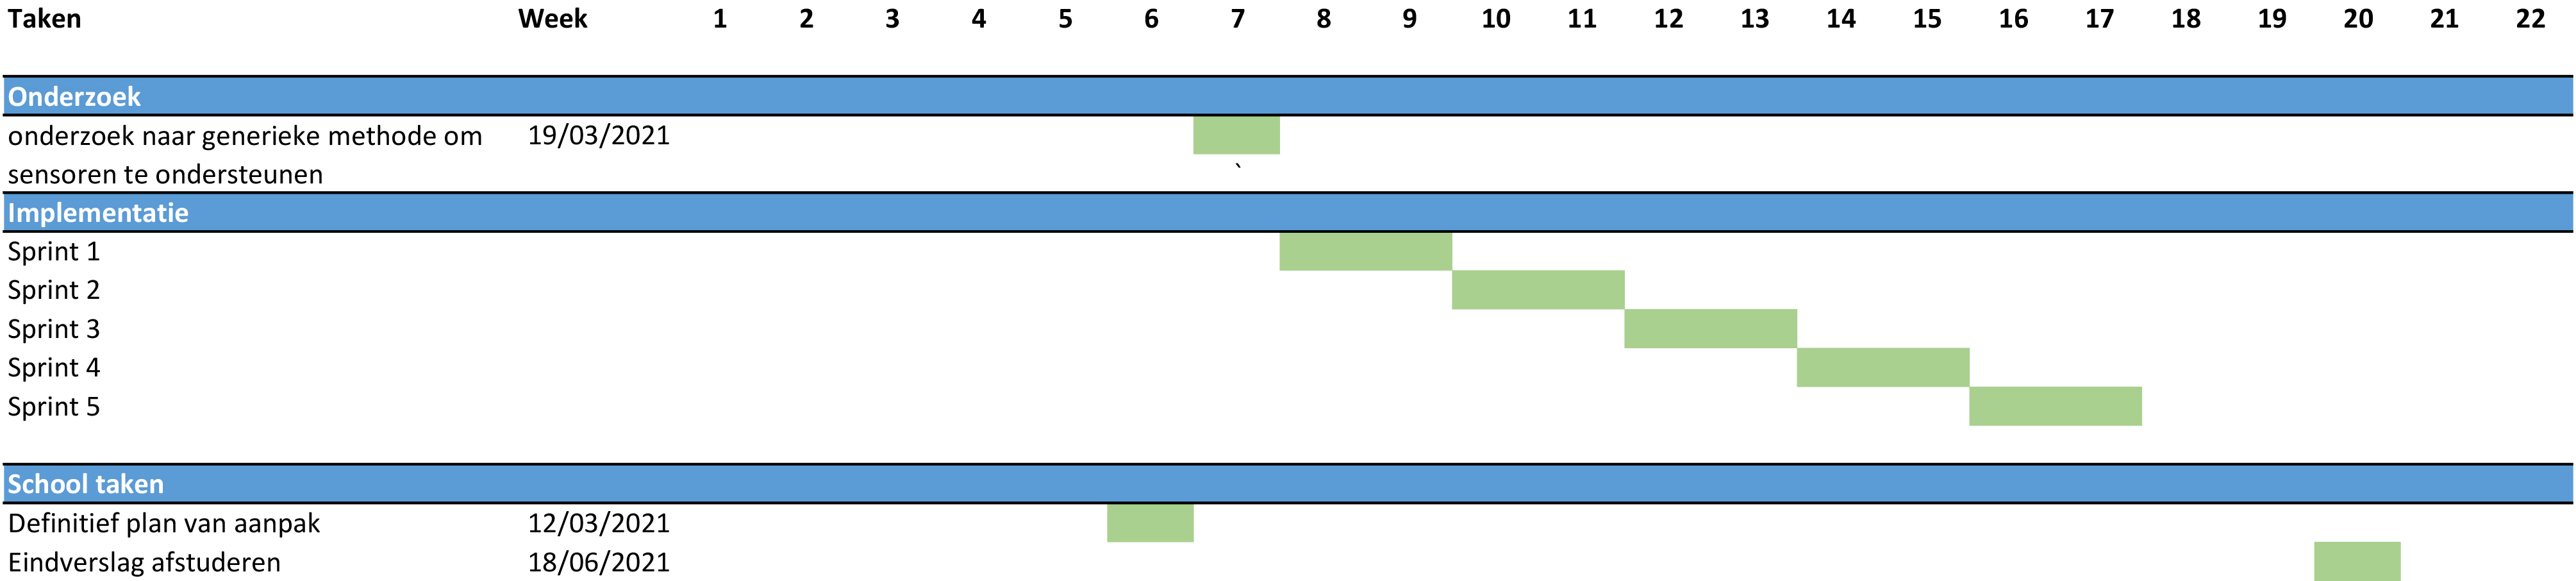 Taken Week 1 2 3 4 5 6 7 8 9 10 11 12 13 14 15 16 17 18 19 20 21 22
Onderzoek
onderzoek naar generieke methode om 19/03/2021
sensoren te ondersteunen `
Implementatie
Sprint 1
Sprint 2
Sprint 3
Sprint 4
Sprint 5
School taken
Definitief plan van aanpak 12/03/2021
Eindverslag afstuderen 18/06/2021